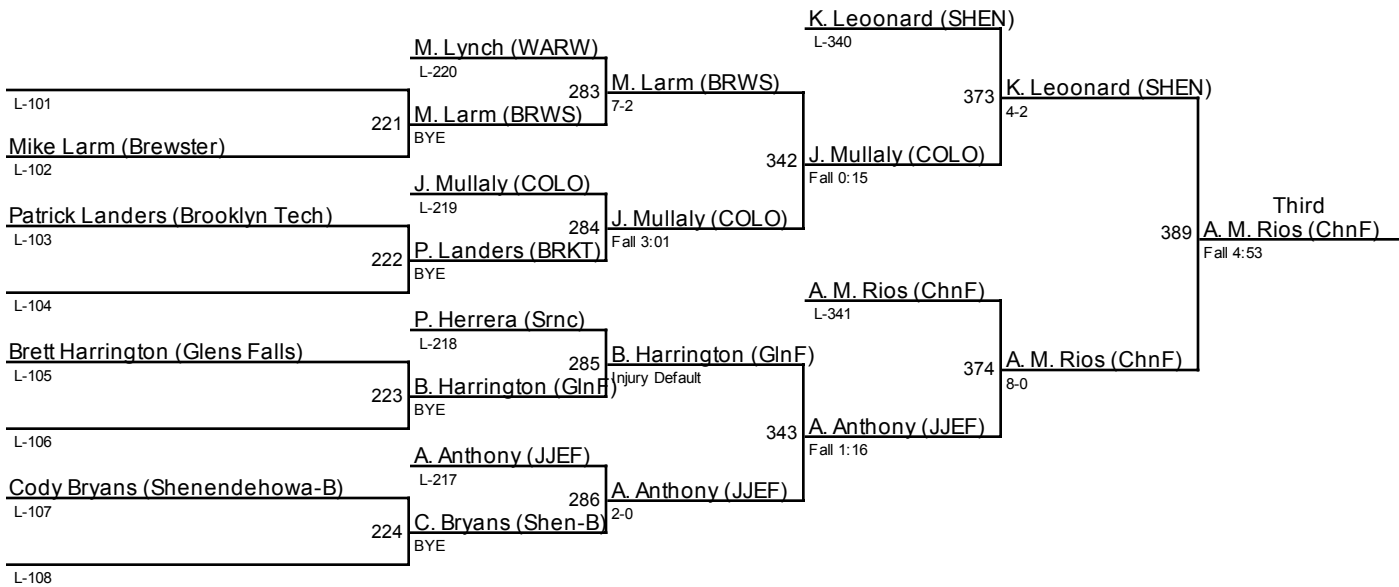 K. Leoonard (SHEN)
L-340
M. Lynch (WARW)
L-220
283
M. Larm (BRWS)
7-2
373
K. Leoonard (SHEN)
4-2
L-101
221
M. Larm (BRWS)
BYE
Mike Larm (Brewster)
L-102
342
J. Mullaly (COLO)
Fall 0:15
J. Mullaly (COLO)
L-219
Patrick Landers (Brooklyn Tech)
L-103
284
J. Mullaly (COLO)
Fall 3:01
Third
389
A. M. Rios (ChnF)
Fall 4:53
222
P. Landers (BRKT)
BYE
L-104
A. M. Rios (ChnF)
L-341
P. Herrera (Srnc)
L-218
Brett Harrington (Glens Falls)
L-105
285
B. Harrington (GlnF)
Injury Default
374
A. M. Rios (ChnF)
8-0
223
B. Harrington (GlnF)
BYE
L-106
343
A. Anthony (JJEF)
Fall 1:16
A. Anthony (JJEF)
L-217
Cody Bryans (Shenendehowa-B)
L-107
286
A. Anthony (JJEF)
2-0
224
C. Bryans (Shen-B)
BYE
L-108